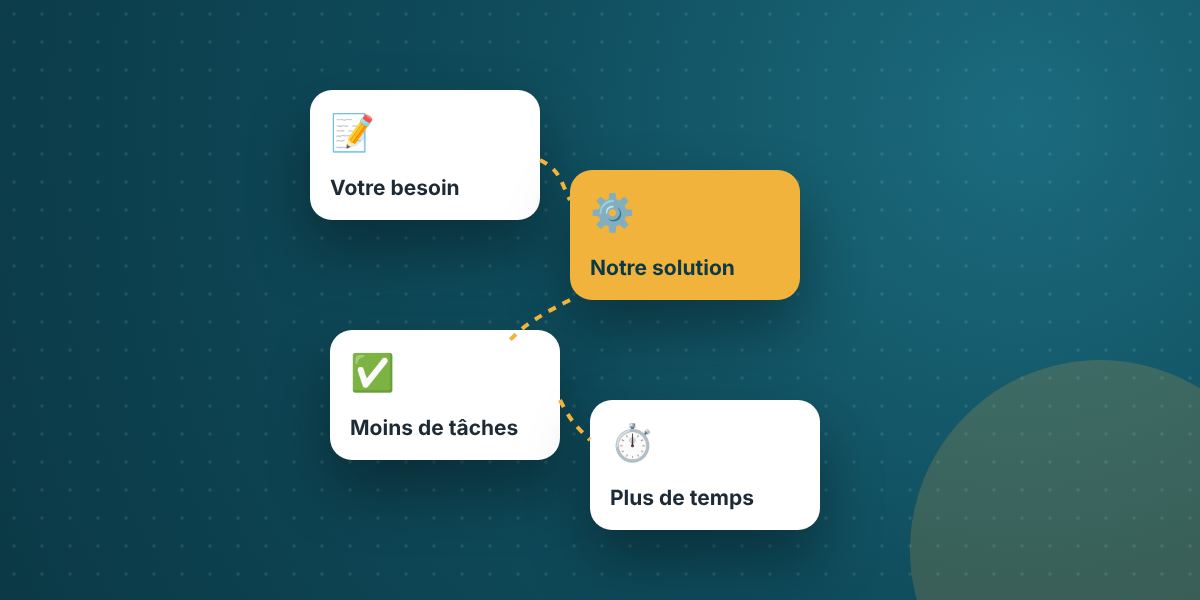 Votre besoin
Notre solution
Moins de tâches
Plus de temps